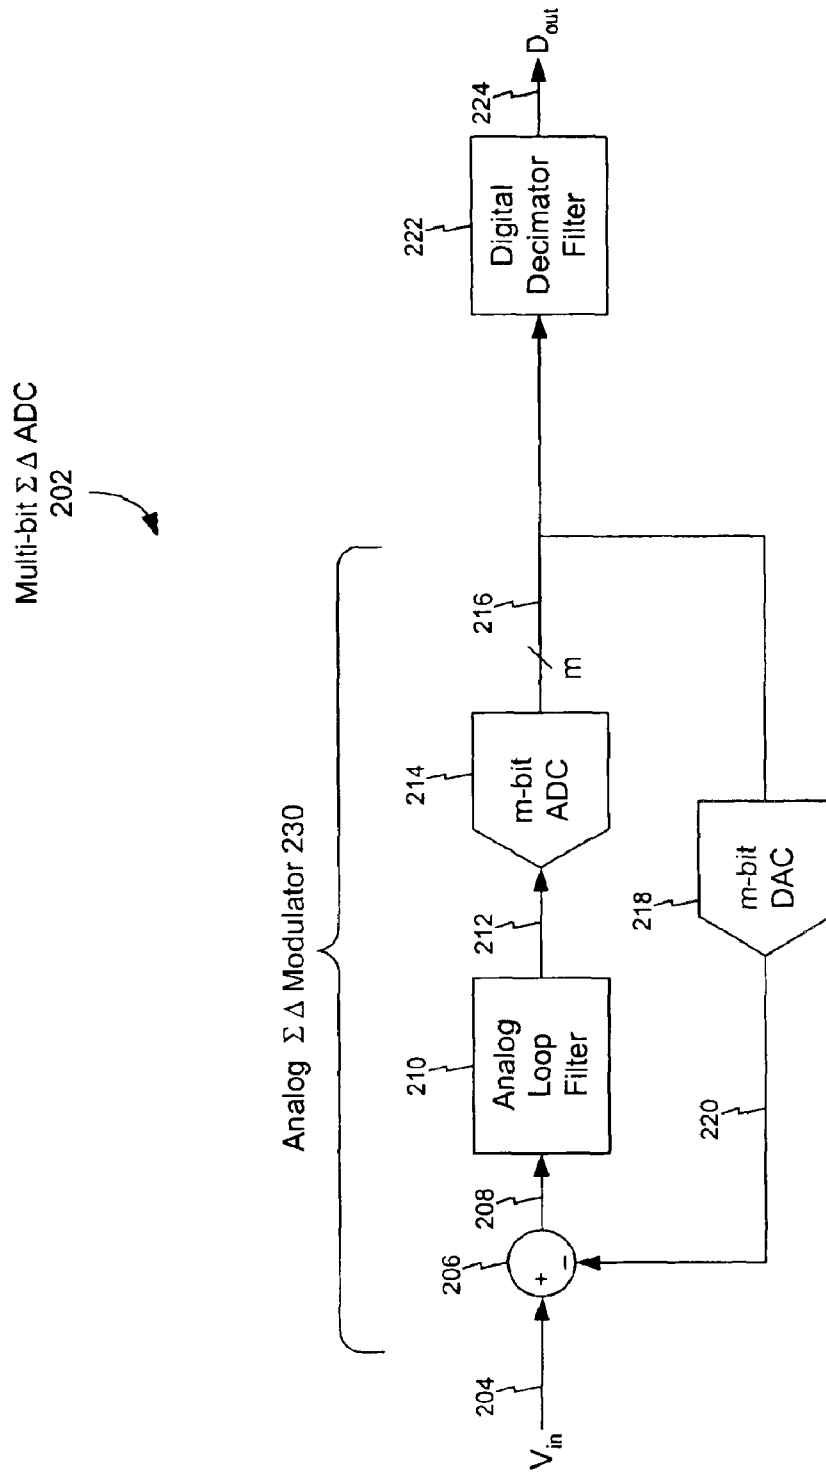 Multi-bit Σ Δ ADC
202
Analog Σ Δ Modulator 230
V_in
204
206
+
−
208
210
Analog
Loop
Filter
212
214
m-bit
ADC
216
m
222
Digital
Decimator
Filter
224
D_out
218
m-bit
DAC
220